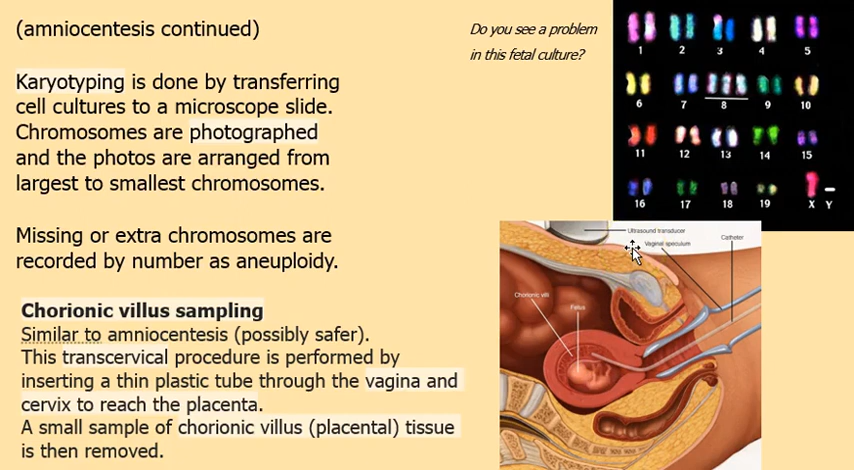 (amniocentesis continued)
Karyotyping is done by transferring
cell cultures to a microscope slide.
Chromosomes are photographed
and the photos are arranged from
largest to smallest chromosomes.
Missing or extra chromosomes are
recorded by number as aneuploidy.
Chorionic villus sampling
Similar to amniocentesis (possibly safer).
This transcervical procedure is performed by
inserting a thin plastic tube through the vagina and
cervix to reach the placenta.
A small sample of chorionic villus (placental) tissue
is then removed.
Do you see a problem
in this fetal culture?
1 2 3 4 5
6 7 8 9 10
11 12 13 14 15
16 17 18 19 X Y
Ultrasound transducer
Vaginal speculum
Catheter
Chorionic villi
Fetus